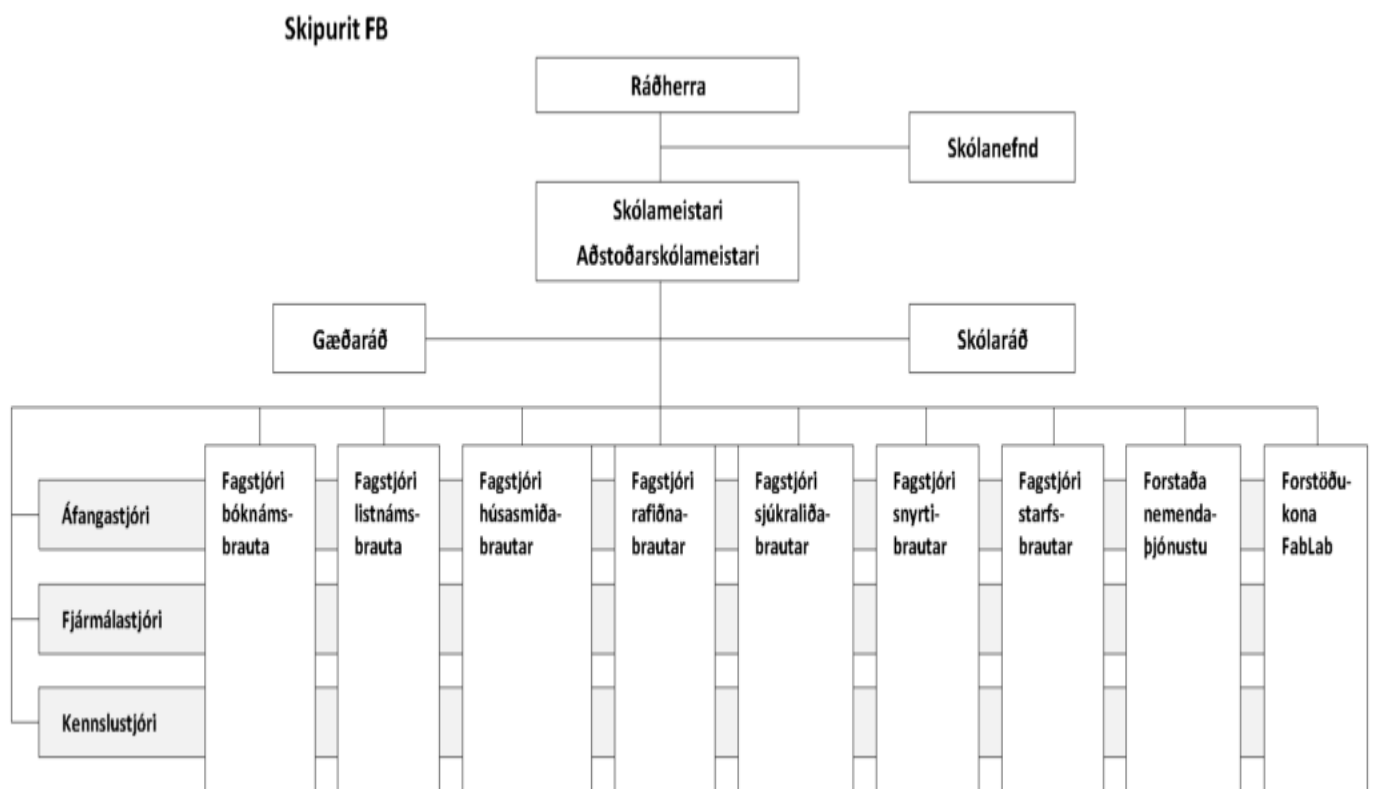 Skipurit FB
Ráðherra
Skólanefnd
Skólameistari
Aðstoðarskólameistari
Gæðaráð
Skólaráð
Áfangastjóri
Fjármálastjóri
Kennslustjóri
Fagstjóri
bóknáms-
brauta
Fagstjóri
listnáms-
brauta
Fagstjóri
húsasmiða-
brautar
Fagstjóri
rafiðna-
brautar
Fagstjóri
sjúkraliða-
brautar
Fagstjóri
snyrti-
brautar
Fagstjóri
starfs-
brautar
Forstaða
nemenda-
þjónustu
Forstöðu-
kona
FabLab